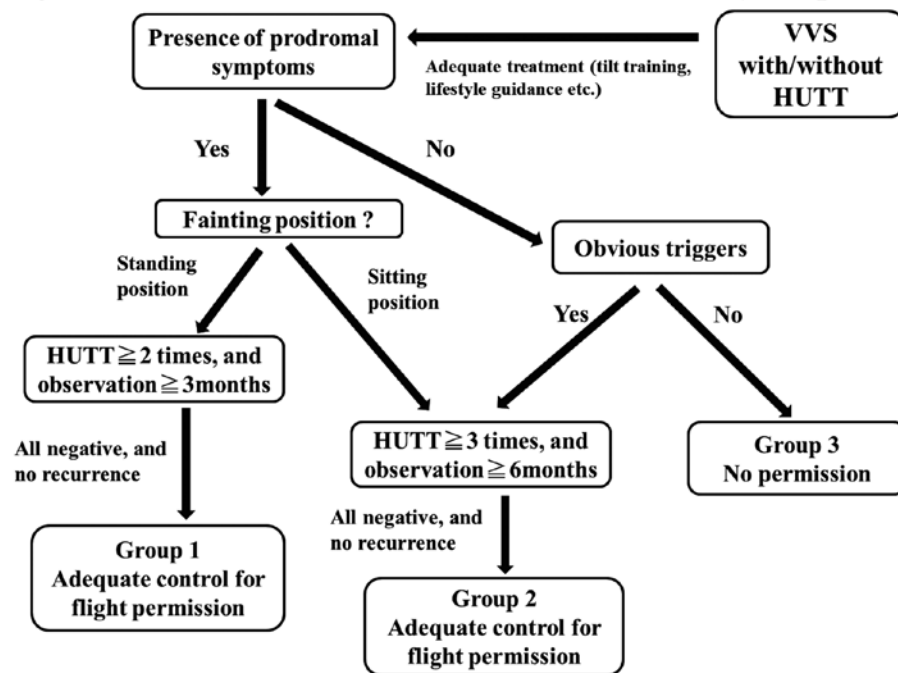 Presence of prodromal
symptoms
VVS
with/without
HUTT
Adequate treatment (tilt training,
lifestyle guidance etc.)
Yes
No
Fainting position ?
Obvious triggers
Standing
position
Sitting
position
Yes
No
HUTT≧2 times, and
observation≧3months
HUTT≧3 times, and
observation≧6months
Group 3
No permission
All negative, and
no recurrence
All negative, and
no recurrence
Group 1
Adequate control for
flight permission
Group 2
Adequate control for
flight permission